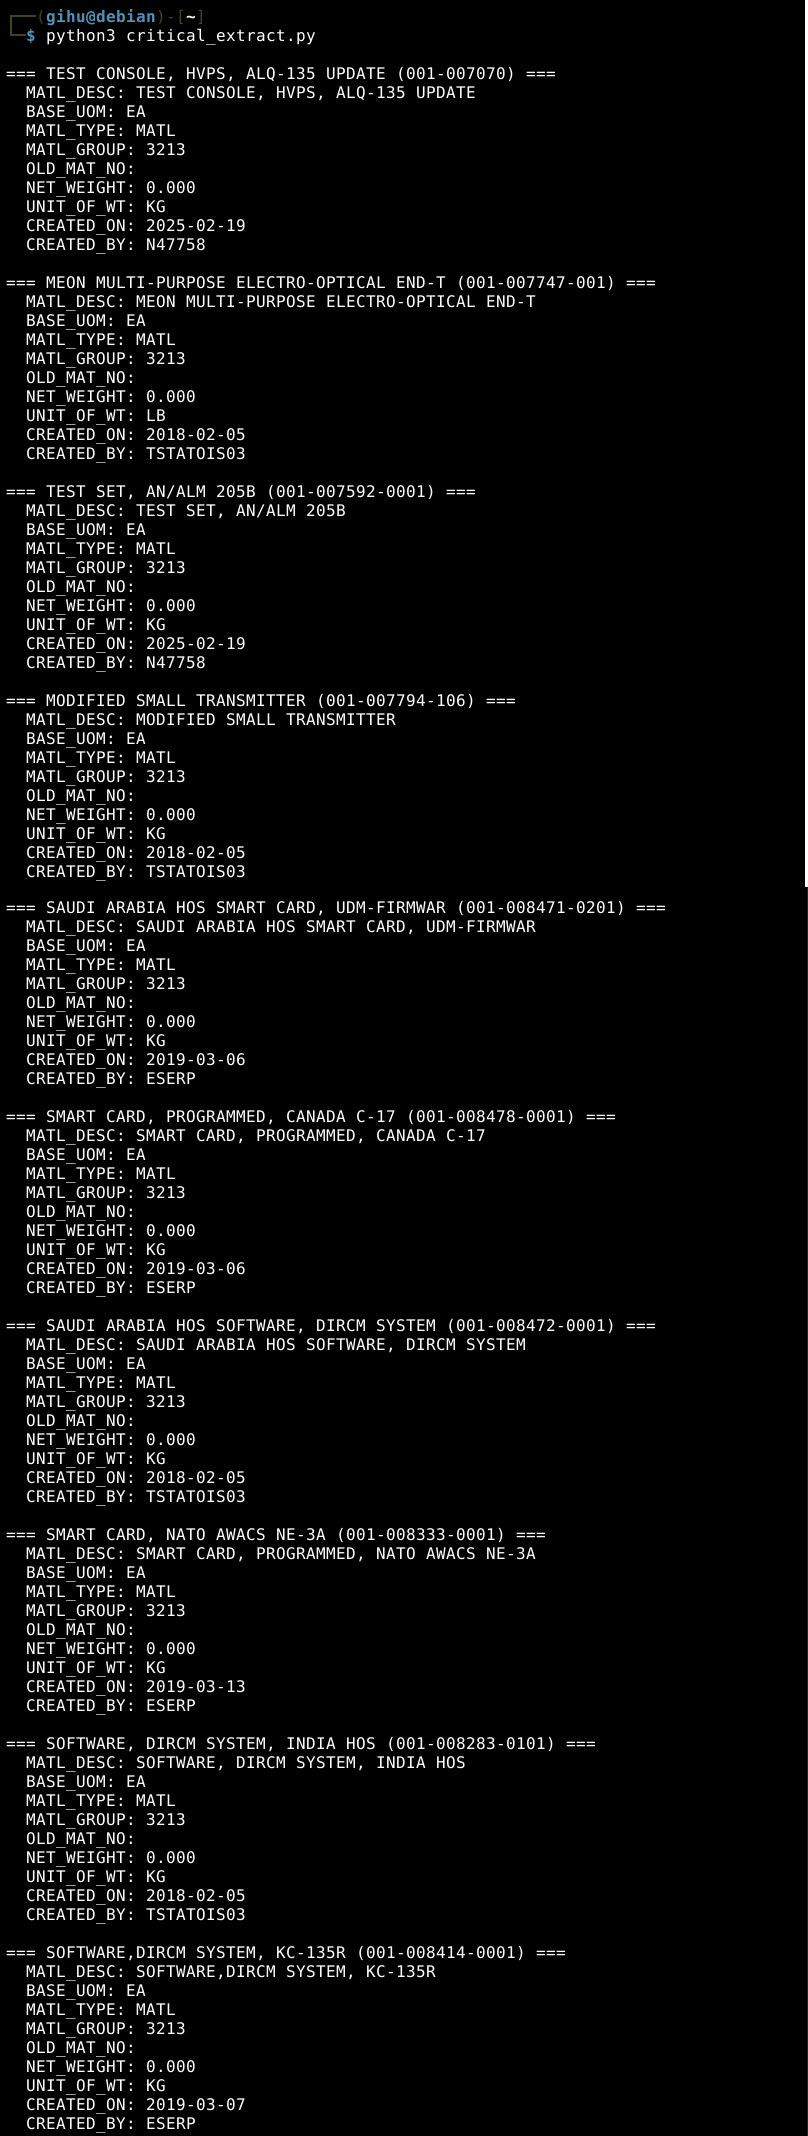 (gihu@debian)-[~]
$ python3 critical_extract.py
=== TEST CONSOLE, HVPS, ALQ-135 UPDATE (001-007070) ===
MATL_DESC: TEST CONSOLE, HVPS, ALQ-135 UPDATE
BASE_UOM: EA
MATL_TYPE: MATL
MATL_GROUP: 3213
OLD_MAT_NO:
NET_WEIGHT: 0.000
UNIT_OF_WT: KG
CREATED_ON: 2025-02-19
CREATED_BY: N47758
=== MEON MULTI-PURPOSE ELECTRO-OPTICAL END-T (001-007747-001) ===
MATL_DESC: MEON MULTI-PURPOSE ELECTRO-OPTICAL END-T
BASE_UOM: EA
MATL_TYPE: MATL
MATL_GROUP: 3213
OLD_MAT_NO:
NET_WEIGHT: 0.000
UNIT_OF_WT: LB
CREATED_ON: 2018-02-05
CREATED_BY: TSTATOIS03
=== TEST SET, AN/ALM 205B (001-007592-0001) ===
MATL_DESC: TEST SET, AN/ALM 205B
BASE_UOM: EA
MATL_TYPE: MATL
MATL_GROUP: 3213
OLD_MAT_NO:
NET_WEIGHT: 0.000
UNIT_OF_WT: KG
CREATED_ON: 2025-02-19
CREATED_BY: N47758
=== MODIFIED SMALL TRANSMITTER (001-007794-106) ===
MATL_DESC: MODIFIED SMALL TRANSMITTER
BASE_UOM: EA
MATL_TYPE: MATL
MATL_GROUP: 3213
OLD_MAT_NO:
NET_WEIGHT: 0.000
UNIT_OF_WT: KG
CREATED_ON: 2018-02-05
CREATED_BY: TSTATOIS03
=== SAUDI ARABIA HOS SMART CARD, UDM-FIRMWAR (001-008471-0201) ===
MATL_DESC: SAUDI ARABIA HOS SMART CARD, UDM-FIRMWAR
BASE_UOM: EA
MATL_TYPE: MATL
MATL_GROUP: 3213
OLD_MAT_NO:
NET_WEIGHT: 0.000
UNIT_OF_WT: KG
CREATED_ON: 2019-03-06
CREATED_BY: ESERP
=== SMART CARD, PROGRAMMED, CANADA C-17 (001-008478-0001) ===
MATL_DESC: SMART CARD, PROGRAMMED, CANADA C-17
BASE_UOM: EA
MATL_TYPE: MATL
MATL_GROUP: 3213
OLD_MAT_NO:
NET_WEIGHT: 0.000
UNIT_OF_WT: KG
CREATED_ON: 2019-03-06
CREATED_BY: ESERP
=== SAUDI ARABIA HOS SOFTWARE, DIRCM SYSTEM (001-008472-0001) ===
MATL_DESC: SAUDI ARABIA HOS SOFTWARE, DIRCM SYSTEM
BASE_UOM: EA
MATL_TYPE: MATL
MATL_GROUP: 3213
OLD_MAT_NO:
NET_WEIGHT: 0.000
UNIT_OF_WT: KG
CREATED_ON: 2018-02-05
CREATED_BY: TSTATOIS03
=== SMART CARD, NATO AWACS NE-3A (001-008333-0001) ===
MATL_DESC: SMART CARD, PROGRAMMED, NATO AWACS NE-3A
BASE_UOM: EA
MATL_TYPE: MATL
MATL_GROUP: 3213
OLD_MAT_NO:
NET_WEIGHT: 0.000
UNIT_OF_WT: KG
CREATED_ON: 2019-03-13
CREATED_BY: ESERP
=== SOFTWARE, DIRCM SYSTEM, INDIA HOS (001-008283-0101) ===
MATL_DESC: SOFTWARE, DIRCM SYSTEM, INDIA HOS
BASE_UOM: EA
MATL_TYPE: MATL
MATL_GROUP: 3213
OLD_MAT_NO:
NET_WEIGHT: 0.000
UNIT_OF_WT: KG
CREATED_ON: 2018-02-05
CREATED_BY: TSTATOIS03
=== SOFTWARE,DIRCM SYSTEM, KC-135R (001-008414-0001) ===
MATL_DESC: SOFTWARE,DIRCM SYSTEM, KC-135R
BASE_UOM: EA
MATL_TYPE: MATL
MATL_GROUP: 3213
OLD_MAT_NO:
NET_WEIGHT: 0.000
UNIT_OF_WT: KG
CREATED_ON: 2019-03-07
CREATED_BY: ESERP